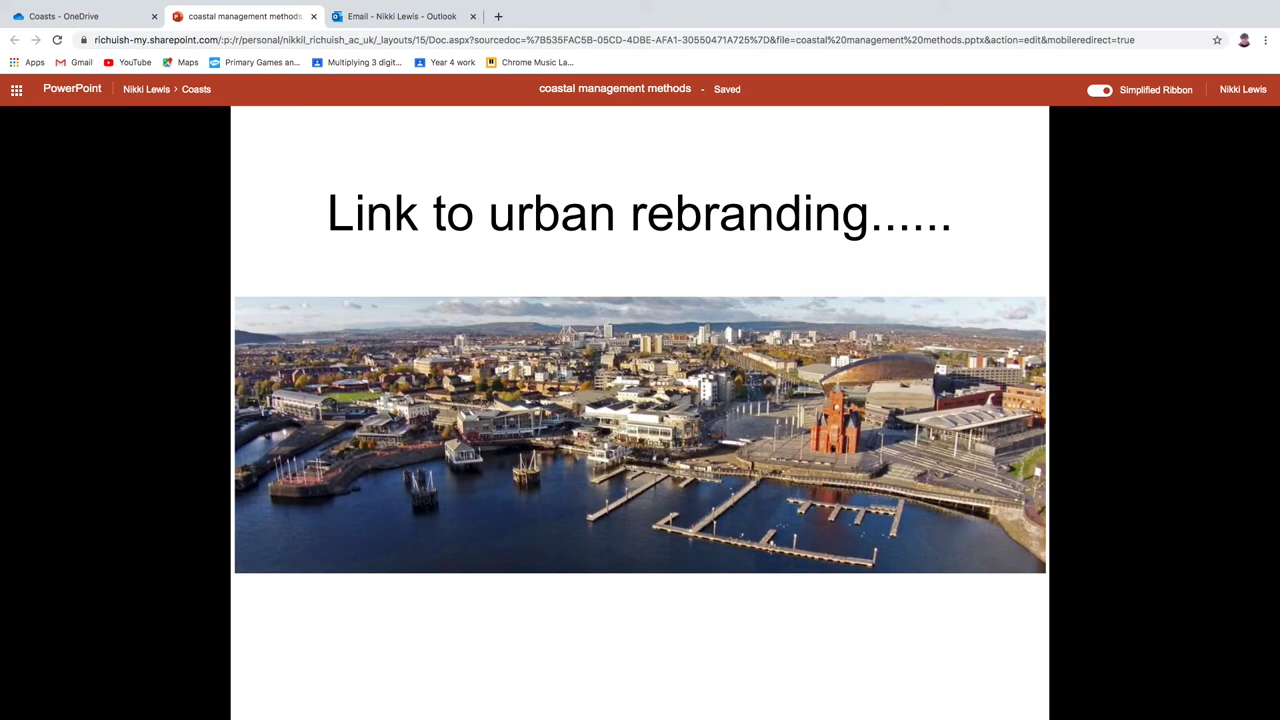 Coasts - OneDrive
coastal management methods.
Email - Nikki Lewis - Outlook
richuish-my.sharepoint.com/:p:/r/personal/nikkil_richuish_ac_uk/_layouts/15/Doc.aspx?sourcedoc=%7B535FAC5B-05CD-4DBE-AFA1-30550471A725%7D&file=coastal%20management%20methods.pptx&action=edit&mobileredirect=true
Apps Gmail YouTube Maps Primary Games an... Multiplying 3 digit... Year 4 work Chrome Music La...
PowerPoint Nikki Lewis > Coasts coastal management methods - Saved Simplified Ribbon Nikki Lewis
Link to urban rebranding......